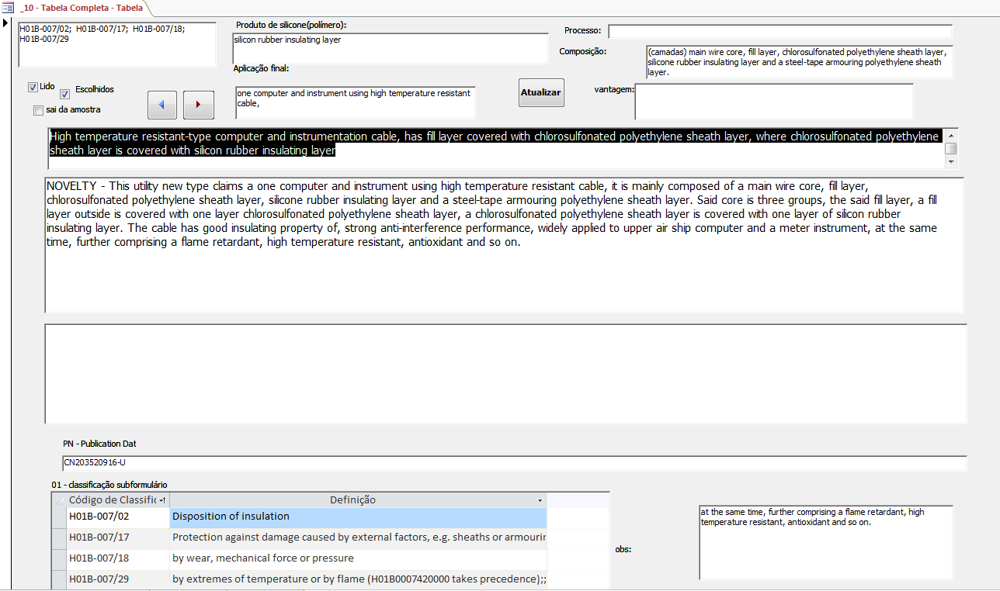 _10 - Tabela Completa - Tabela
H01B-007/02; H01B-007/17; H01B-007/18;
H01B-007/29
Produto de silicone(polímero):
silicon rubber insulating layer
Processo:
Composição:
(camadas) main wire core, fill layer, chlorosulfonated polyethylene sheath layer,
silicone rubber insulating layer and a steel-tape armouring polyethylene sheath
layer.
Aplicação final:
one computer and instrument using high temperature resistant
cable,
Lido
Escolhidos
sai da amostra
Atualizar
vantagem:
High temperature resistant-type computer and instrumentation cable, has fill layer covered with chlorosulfonated polyethylene sheath layer, where chlorosulfonated polyethylene
sheath layer is covered with silicon rubber insulating layer
NOVELTY - This utility new type claims a one computer and instrument using high temperature resistant cable, it is mainly composed of a main wire core, fill layer,
chlorosulfonated polyethylene sheath layer, silicone rubber insulating layer and a steel-tape armouring polyethylene sheath layer. Said core is three groups, the said fill layer, a fill
layer outside is covered with one layer chlorosulfonated polyethylene sheath layer, a chlorosulfonated polyethylene sheath layer is covered with one layer of silicon rubber
insulating layer. The cable has good insulating property of, strong anti-interference performance, widely applied to upper air ship computer and a meter instrument, at the same
time, further comprising a flame retardant, high temperature resistant, antioxidant and so on.
PN - Publication Dat
CN203520916-U
01 - classificação subformulário
Código de Classific Definição
H01B-007/02 Disposition of insulation
H01B-007/17 Protection against damage caused by external factors, e.g. sheaths or armourin
H01B-007/18 by wear, mechanical force or pressure
H01B-007/29 by extremes of temperature or by flame (H01B0007420000 takes precedence);;
obs:
at the same time, further comprising a flame retardant, high
temperature resistant, antioxidant and so on.